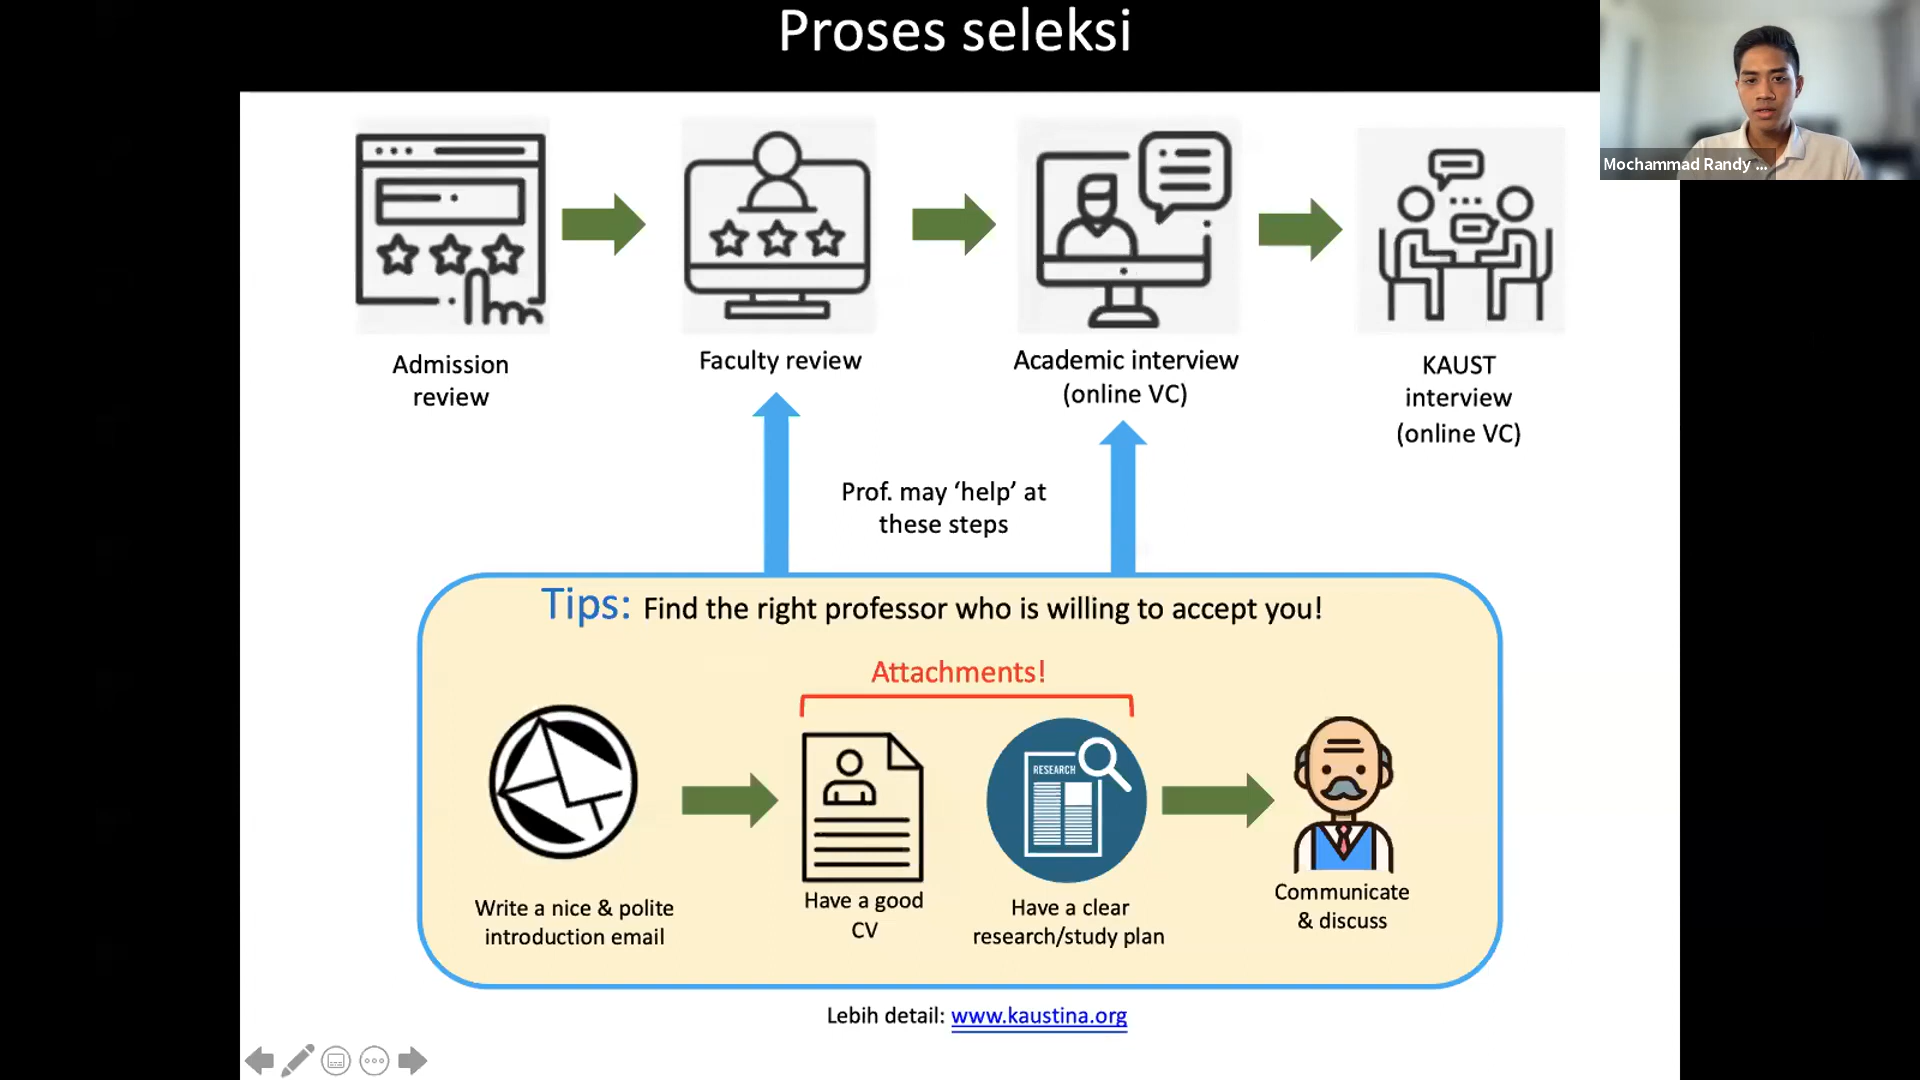 Proses seleksi
Mochammad Randy ...
Admission
review
Faculty review
Academic interview
(online VC)
KAUST
interview
(online VC)
Prof. may ‘help’ at
these steps
Tips: Find the right professor who is willing to accept you!
Attachments!
RESEARCH
Write a nice & polite
introduction email
Have a good
CV
Have a clear
research/study plan
Communicate
& discuss
Lebih detail: www.kaustina.org